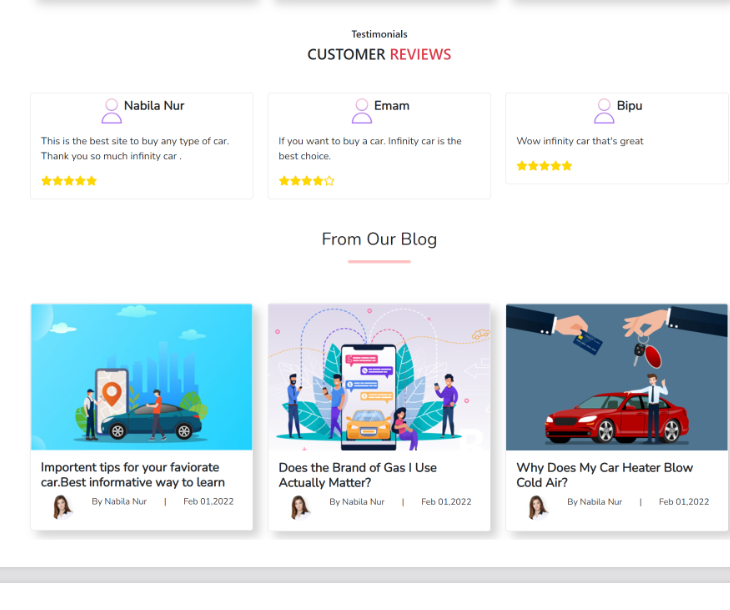 Testimonials
CUSTOMER REVIEWS
Nabila Nur
This is the best site to buy any type of car.
Thank you so much infinity car .
Emam
If you want to buy a car. Infinity car is the
best choice.
Bipu
Wow infinity car that's great
From Our Blog
Importent tips for your faviorate
car.Best informative way to learn
By Nabila Nur | Feb 01,2022
Does the Brand of Gas I Use
Actually Matter?
By Nabila Nur | Feb 01,2022
Why Does My Car Heater Blow
Cold Air?
By Nabila Nur | Feb 01,2022